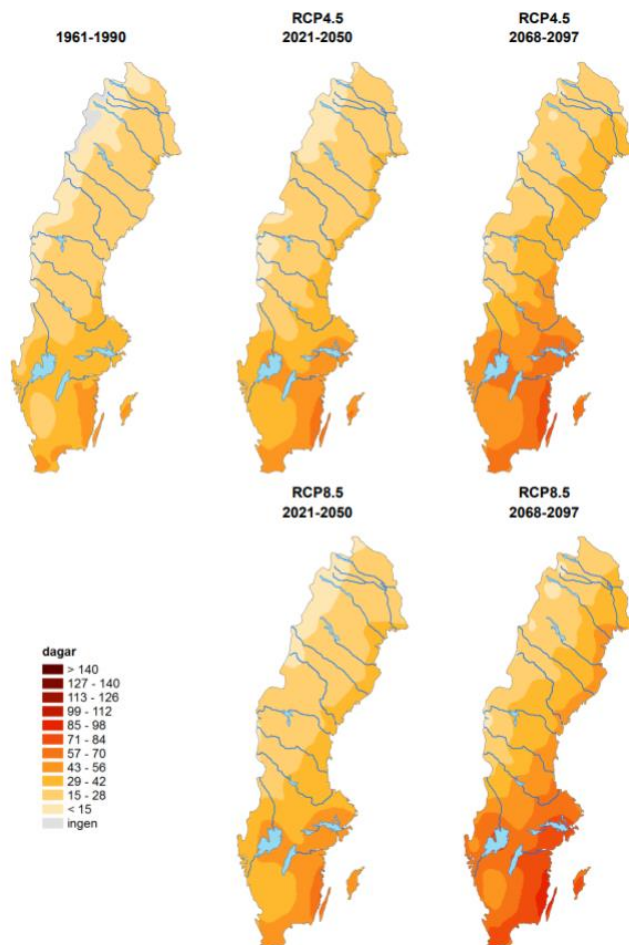 1961-1990
RCP4.5
2021-2050
RCP4.5
2068-2097
RCP8.5
2021-2050
RCP8.5
2068-2097
dagar
> 140
127 - 140
113 - 126
99 - 112
85 - 98
71 - 84
57 - 70
43 - 56
29 - 42
15 - 28
< 15
ingen